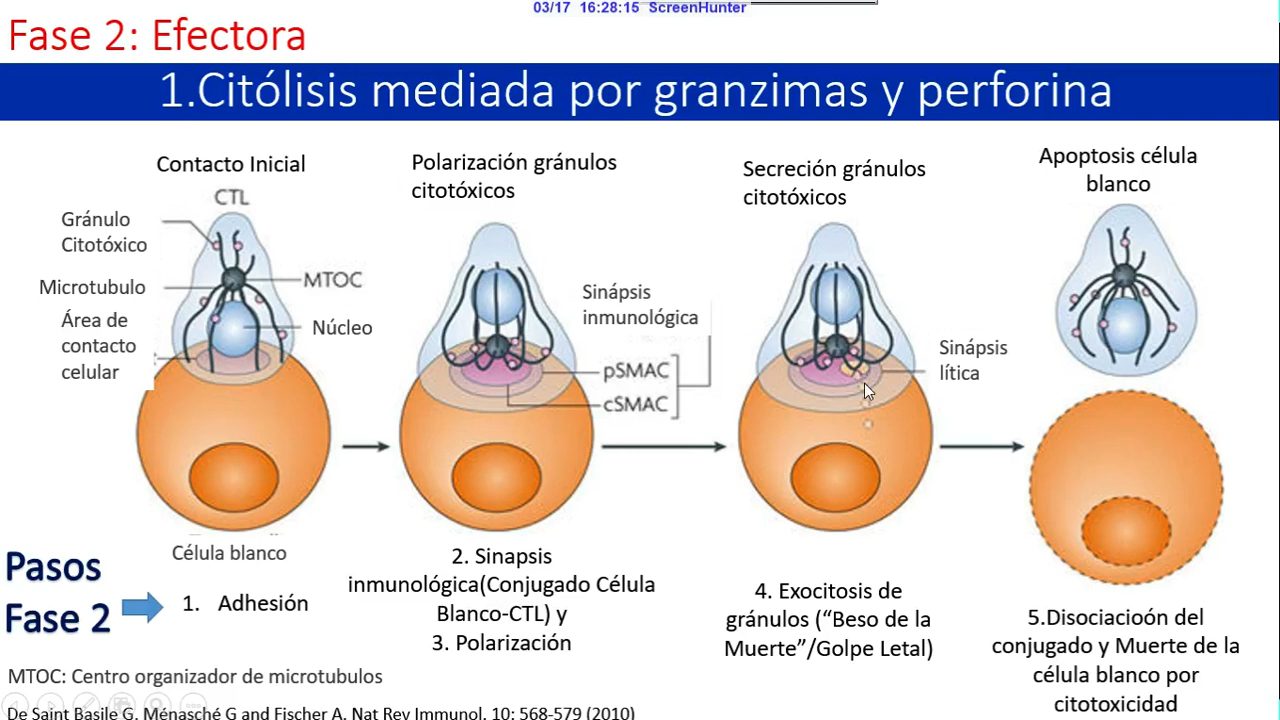 03/17 16:28:15 ScreenHunter
Fase 2: Efectora
1.Citólisis mediada por granzimas y perforina
Contacto Inicial
CTL
Gránulo
Citotóxico
Microtubulo
MTOC
Área de
contacto
celular
Núcleo
Célula blanco
Polarización gránulos
citotóxicos
Sinápsis
inmunológica
pSMAC
cSMAC
Secreción gránulos
citotóxicos
Sinápsis
lítica
Apoptosis célula
blanco
Pasos
Fase 2
1. Adhesión
2. Sinapsis
inmunológica(Conjugado Célula
Blanco-CTL) y
3. Polarización
4. Exocitosis de
gránulos (“Beso de la
Muerte”/Golpe Letal)
5.Disociacioón del
conjugado y Muerte de la
célula blanco por
citotoxicidad
MTOC: Centro organizador de microtubulos
De Saint Basile G, Ménasché G and Fischer A. Nat Rev Immunol. 10: 568-579 (2010)